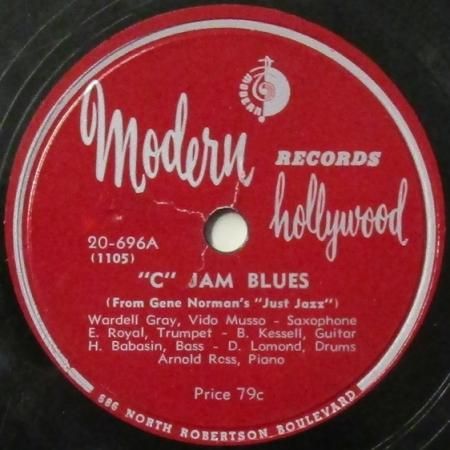 MODERN
Modern
RECORDS
hollywood
20-696A
(1105)
"C" JAM BLUES
(From Gene Norman's "Just Jazz")
Wardell Gray, Vido Musso - Saxophone
E. Royal, Trumpet - B. Kessell, Guitar
H. Babasin, Bass - D. Lomond, Drums
Arnold Ross, Piano
Price 79c
686 NORTH ROBERTSON BOULEVARD